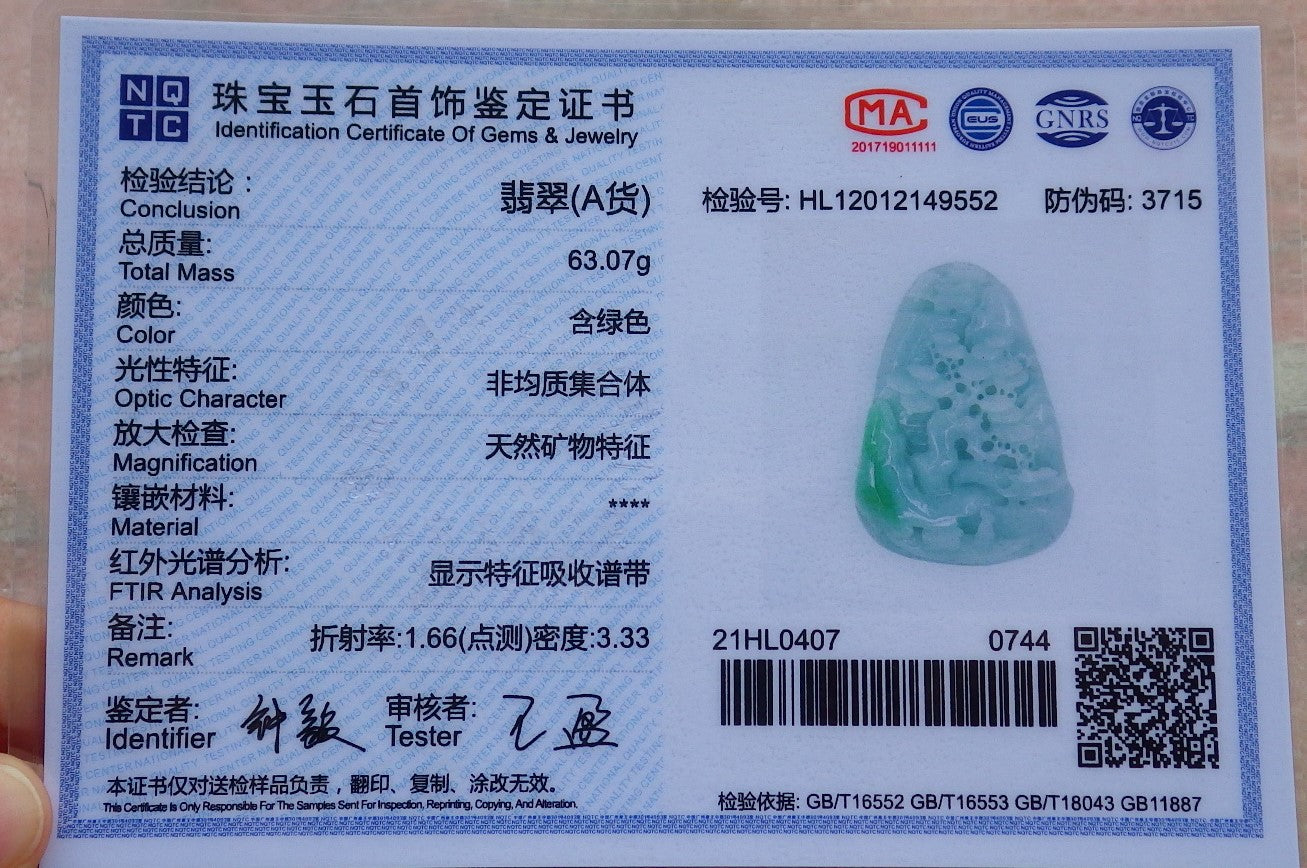 NQTC
珠宝玉石首饰鉴定证书
Identification Certificate Of Gems & Jewelry
检验结论：
Conclusion
翡翠(A货)
总质量:
Total Mass
63.07g
颜色:
Color
含绿色
光性特征:
Optic Character
非均质集合体
放大检查:
Magnification
天然矿物特征
镶嵌材料:
Material
****
红外光谱分析:
FTIR Analysis
显示特征吸收谱带
备注:
Remark
折射率:1.66(点测)密度:3.33
鉴定者:
Identifier
审核者:
Tester
本证书仅对送检样品负责，翻印、复制、涂改无效。
This Certificate Is Only Responsible For The Samples Sent For Inspection, Reprinting, Copying, And Alteration.
MA
201719011111
EUS
GNRS
检验号: HL12012149552 防伪码: 3715
21HL0407 0744
检验依据: GB/T16552 GB/T16553 GB/T18043 GB11887